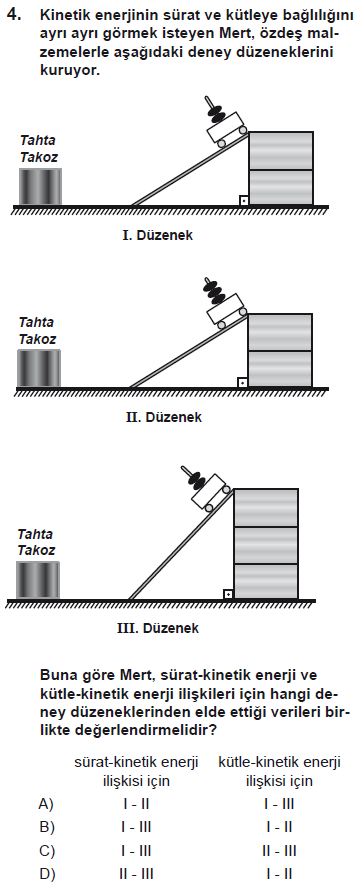 4. Kinetik enerjinin sürat ve kütleye bağlılığını
ayrı ayrı görmek isteyen Mert, özdeş mal-
zemelerle aşağıdaki deney düzeneklerini
kuruyor.
Tahta
Takoz
I. Düzenek
Tahta
Takoz
II. Düzenek
Tahta
Takoz
III. Düzenek
Buna göre Mert, sürat-kinetik enerji ve
kütle-kinetik enerji ilişkileri için hangi de-
ney düzeneklerinden elde ettiği verileri bir-
likte değerlendirmelidir?
sürat-kinetik enerji kütle-kinetik enerji
ilişkisi için ilişkisi için
A) I - II I - III
B) I - III I - II
C) I - III II - III
D) II - III I - II